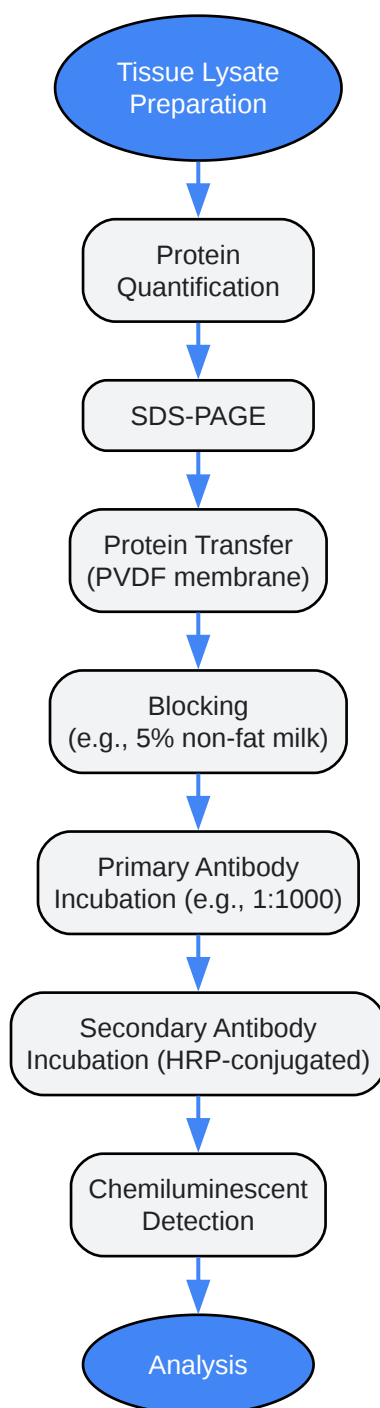 Tissue Lysate
Preparation
Protein
Quantification
SDS-PAGE
Protein Transfer
(PVDF membrane)
Blocking
(e.g., 5% non-fat milk)
Primary Antibody
Incubation (e.g., 1:1000)
Secondary Antibody
Incubation (HRP-conjugated)
Chemiluminescent
Detection
Analysis